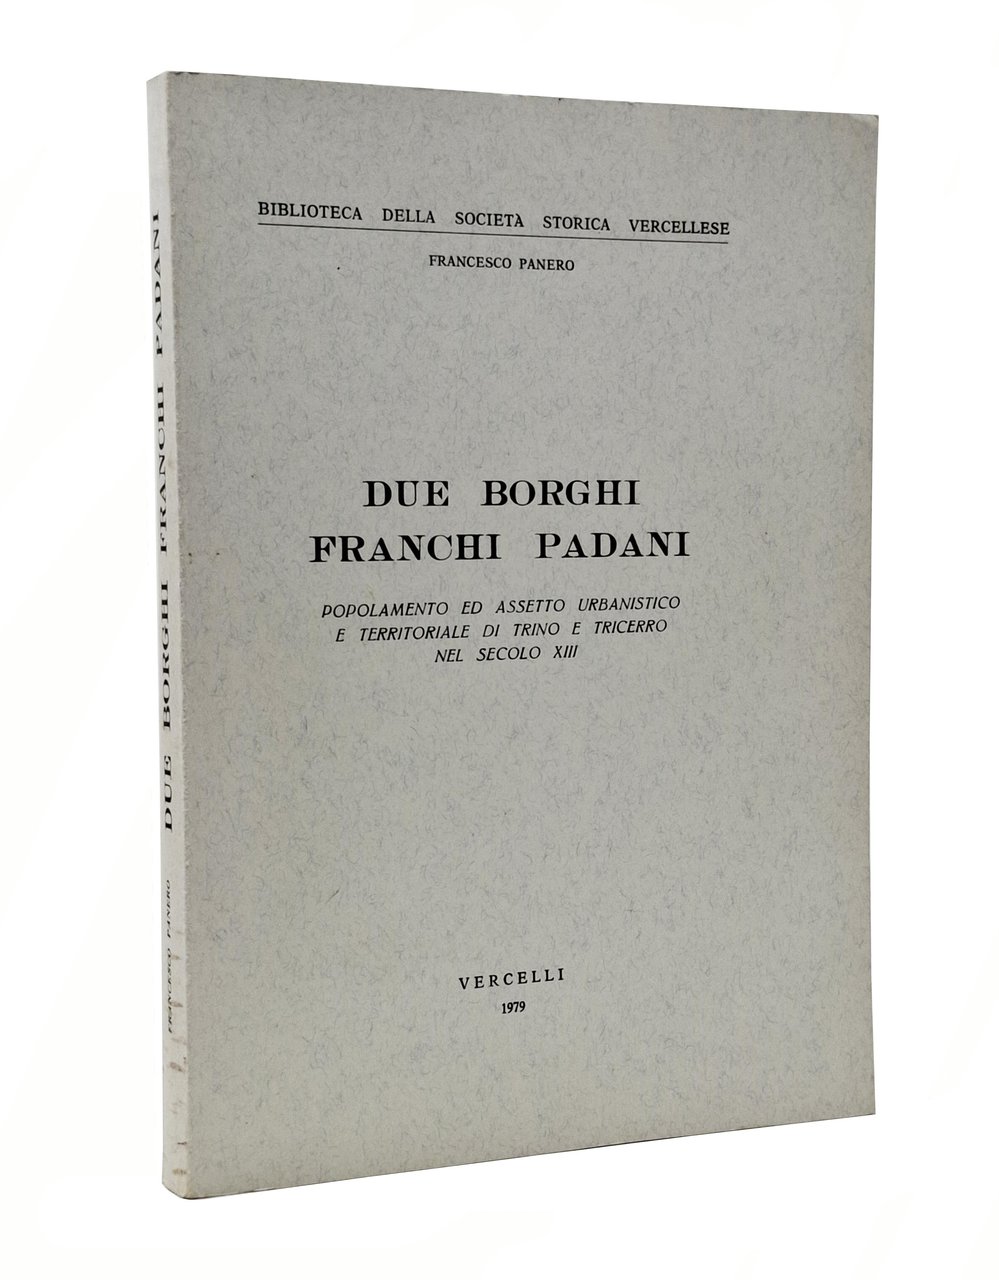 BIBLIOTECA DELLA SOCIETÀ STORICA VERCELLESE
FRANCESCO PANERO
DUE BORGHI
FRANCHI PADANI
POPOLAMENTO ED ASSETTO URBANISTICO
E TERRITORIALE DI TRINO E TRICERRO
NEL SECOLO XIII
VERCELLI
1979
FRANCESCO PANERO DUE BORGHI FRANCHI PADANI